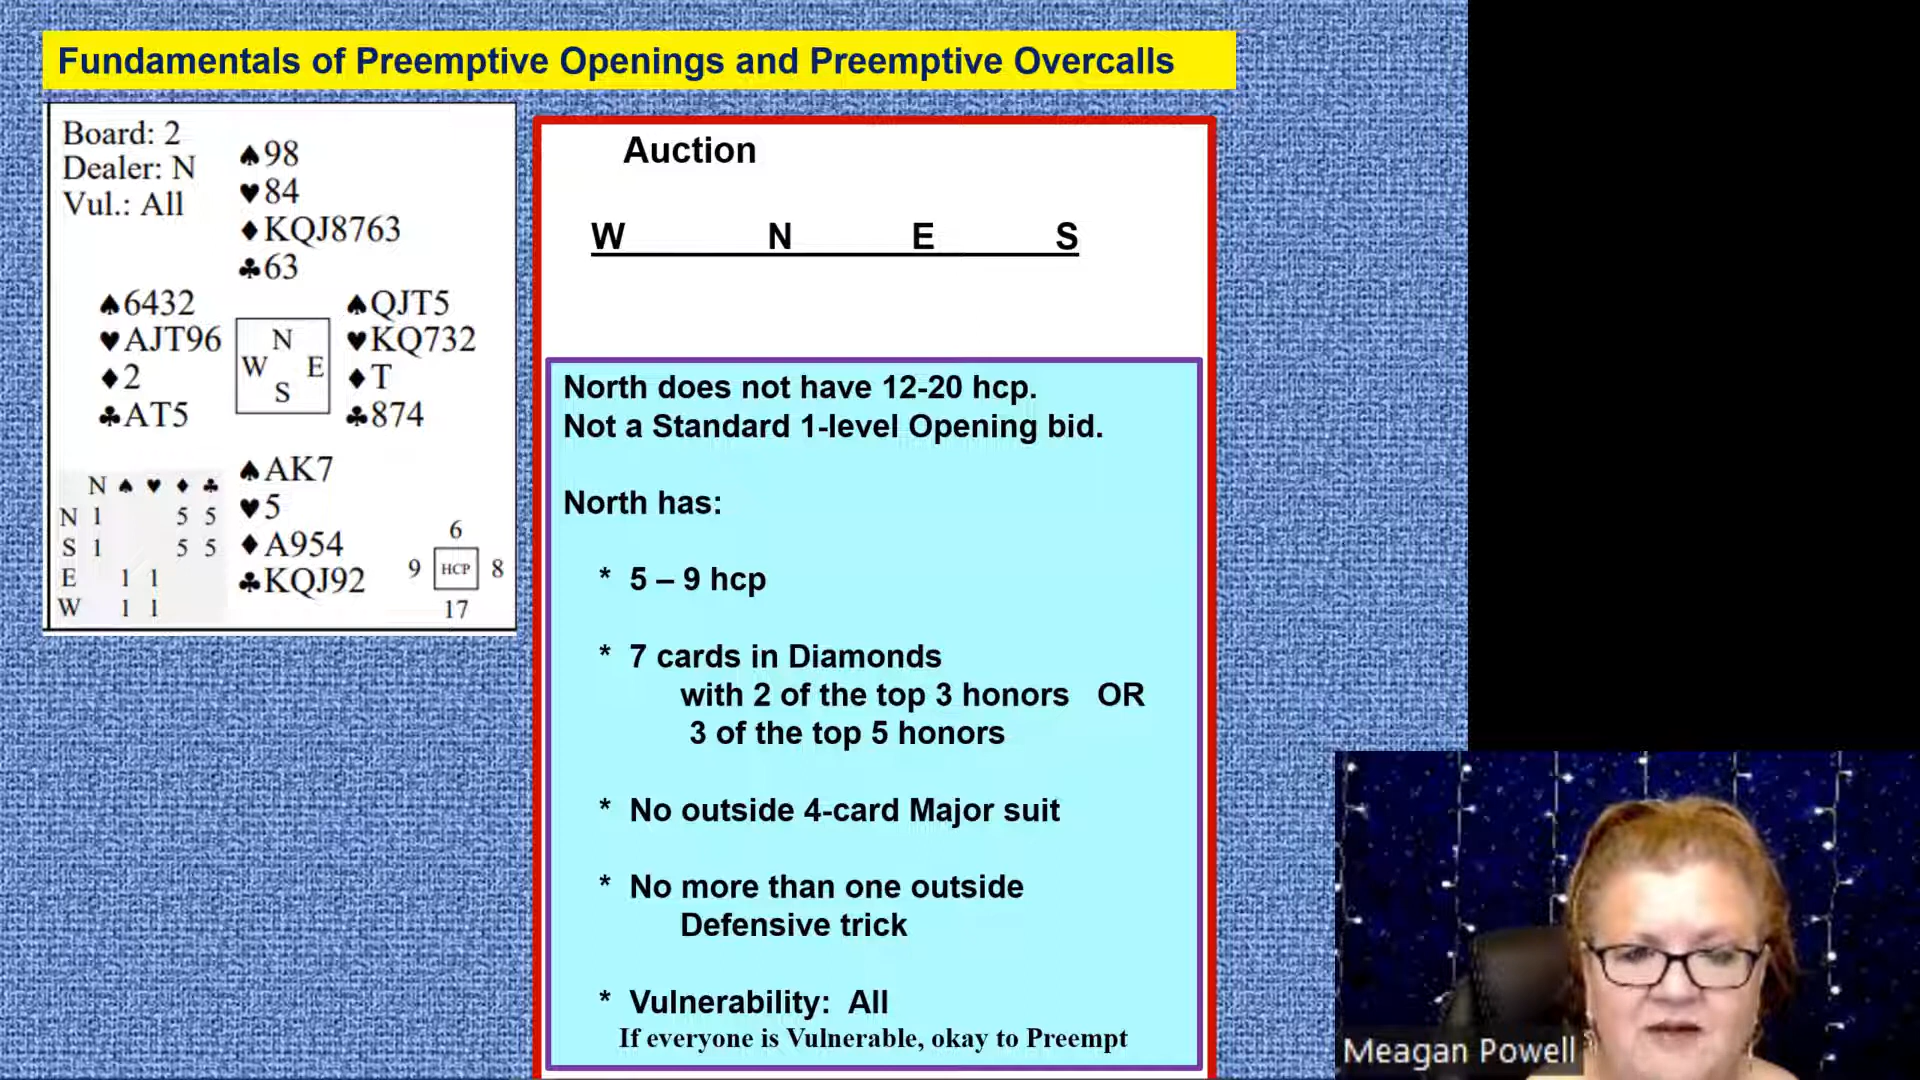 Fundamentals of Preemptive Openings and Preemptive Overcalls
Board: 2
Dealer: N
Vul.: All
♠98
♥84
♦KQJ8763
♣63
♠6432
♥AJT96
♦2
♣AT5
N
W E
S
♠QJT5
♥KQ732
♦T
♣874
♠AK7
♥5
♦A954
♣KQJ92
N ♠ ♥ ♦ ♣
N 1 5 5
S 1 5 5
E 1 1
W 1 1
6
9 HCP 8
17
Auction
W N E S
North does not have 12-20 hcp.
Not a Standard 1-level Opening bid.
North has:
* 5 – 9 hcp
* 7 cards in Diamonds
with 2 of the top 3 honors OR
3 of the top 5 honors
* No outside 4-card Major suit
* No more than one outside
Defensive trick
* Vulnerability: All
If everyone is Vulnerable, okay to Preempt
Meagan Powell